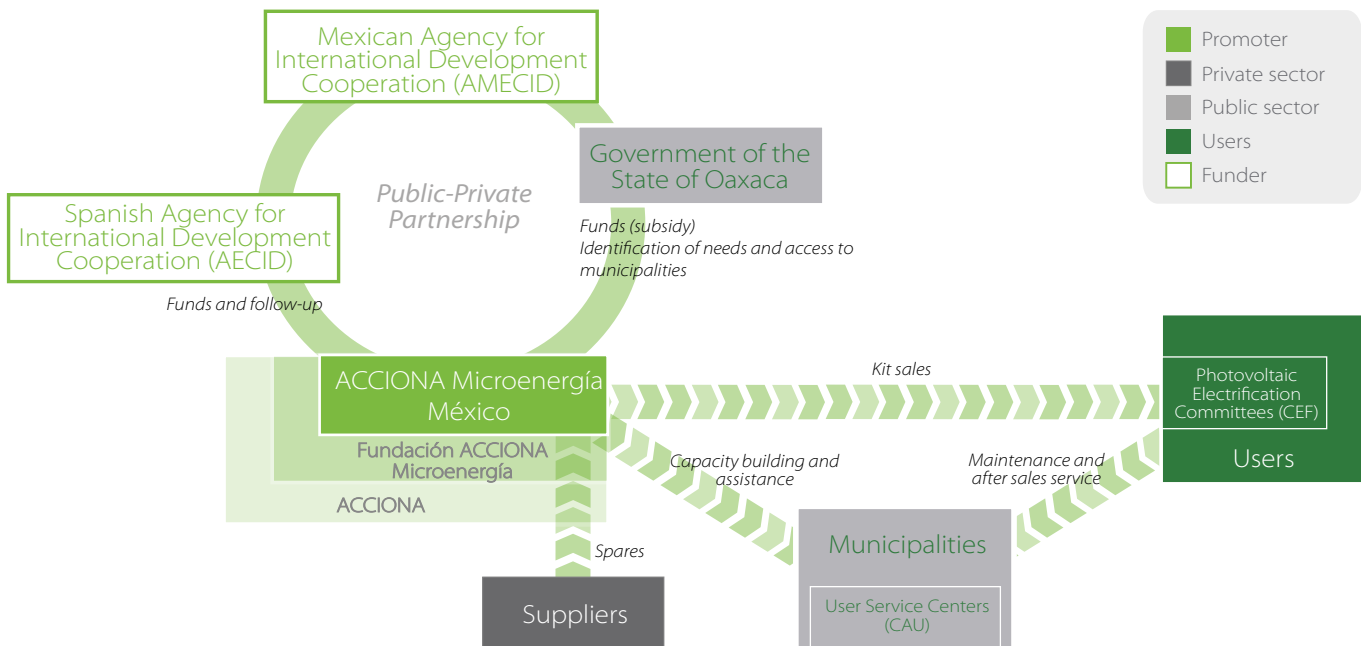 Mexican Agency for
International Development
Cooperation (AMECID)
Promoter
Private sector
Public sector
Users
Funder
Government of the
State of Oaxaca
Public-Private
Partnership
Spanish Agency for
International Development
Cooperation (AECID)
Funds (subsidy)
Identification of needs and access to
municipalities
Funds and follow-up
ACCIONA Microenergía
México
Fundación ACCIONA
Microenergía
ACCIONA
Kit sales
Photovoltaic
Electrification
Committees (CEF)
Users
Capacity building and
assistance
Maintenance and
after sales service
Spares
Suppliers
Municipalities
User Service Centers
(CAU)